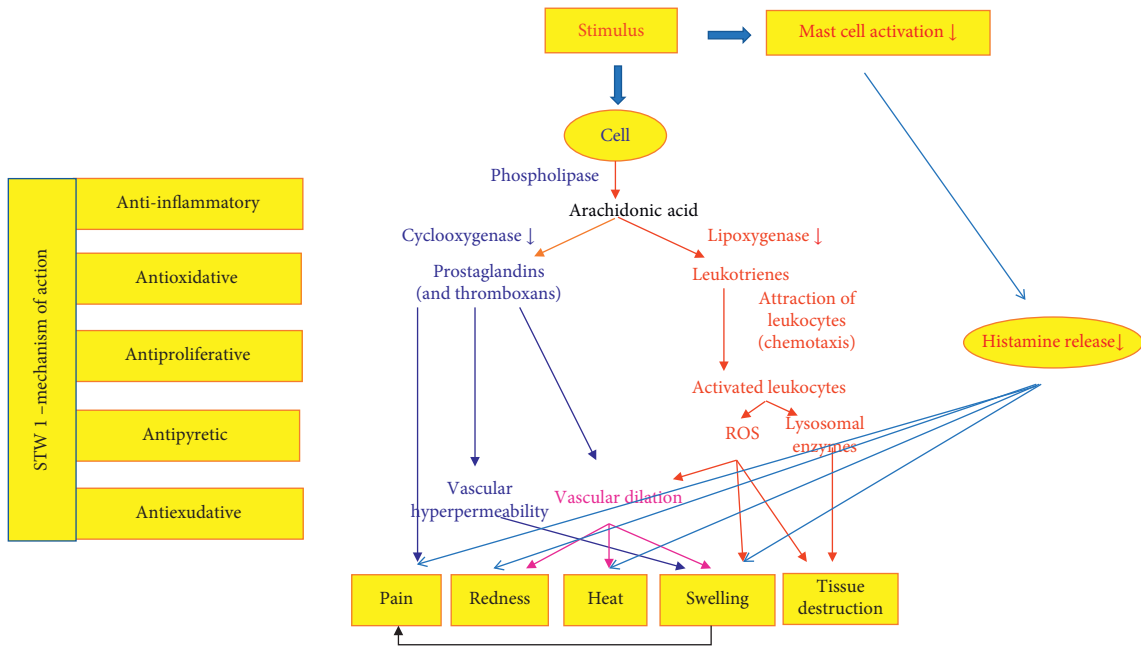 Stimulus
Mast cell activation ↓
Cell
Phospholipase
Arachidonic acid
Cyclooxygenase ↓
Lipoxygenase ↓
Prostaglandins
(and thromboxans)
Leukotrienes
Attraction of
leukocytes
(chemotaxis)
Histamine release↓
Activated leukocytes
ROS
Lysosomal
enzymes
Vascular
hyperpermeability
Vascular dilation
Pain
Redness
Heat
Swelling
Tissue
destruction
STW 1 –mechanism of action
Anti-inflammatory
Antioxidative
Antiproliferative
Antipyretic
Antiexudative